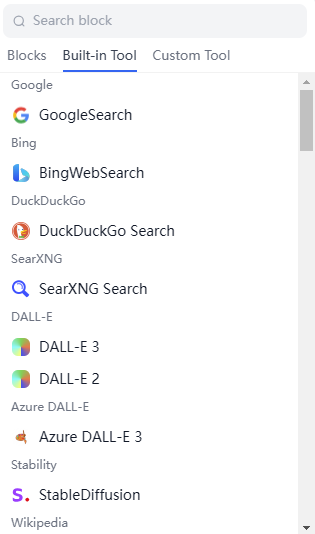 Search block
Blocks Built-in Tool Custom Tool
Google
GoogleSearch
Bing
BingWebSearch
DuckDuckGo
DuckDuckGo Search
SearXNG
SearXNG Search
DALL-E
DALL-E 3
DALL-E 2
Azure DALL-E
Azure DALL-E 3
Stability
S. StableDiffusion
Wikipedia